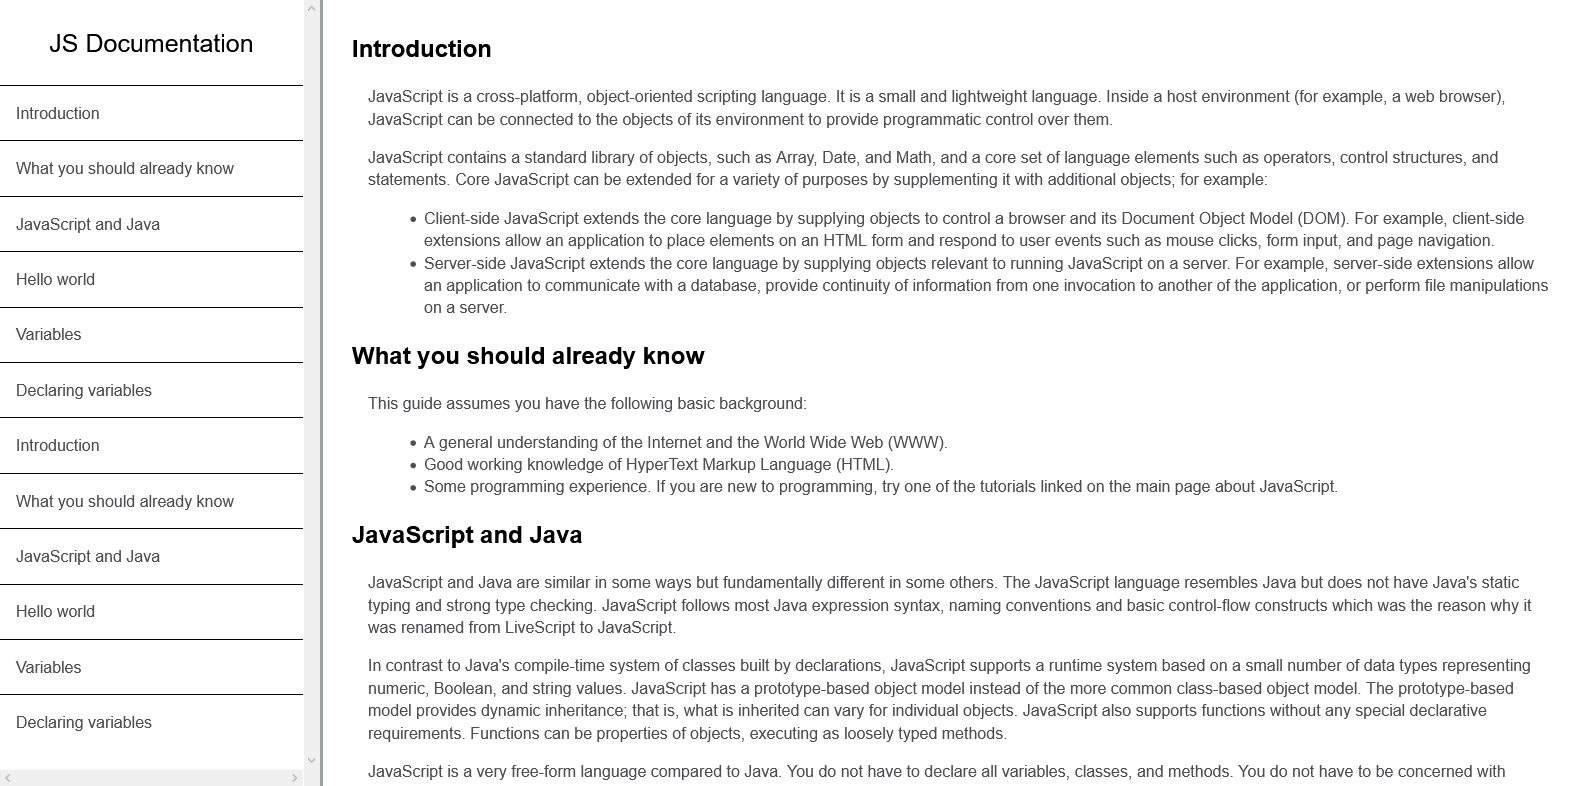 JS Documentation
Introduction
What you should already know
JavaScript and Java
Hello world
Variables
Declaring variables
Introduction
What you should already know
JavaScript and Java
Hello world
Variables
Declaring variables
Introduction
JavaScript is a cross-platform, object-oriented scripting language. It is a small and lightweight language. Inside a host environment (for example, a web browser),
JavaScript can be connected to the objects of its environment to provide programmatic control over them.
JavaScript contains a standard library of objects, such as Array, Date, and Math, and a core set of language elements such as operators, control structures, and
statements. Core JavaScript can be extended for a variety of purposes by supplementing it with additional objects; for example:
• Client-side JavaScript extends the core language by supplying objects to control a browser and its Document Object Model (DOM). For example, client-side
extensions allow an application to place elements on an HTML form and respond to user events such as mouse clicks, form input, and page navigation.
• Server-side JavaScript extends the core language by supplying objects relevant to running JavaScript on a server. For example, server-side extensions allow
an application to communicate with a database, provide continuity of information from one invocation to another of the application, or perform file manipulations
on a server.
What you should already know
This guide assumes you have the following basic background:
• A general understanding of the Internet and the World Wide Web (WWW).
• Good working knowledge of HyperText Markup Language (HTML).
• Some programming experience. If you are new to programming, try one of the tutorials linked on the main page about JavaScript.
JavaScript and Java
JavaScript and Java are similar in some ways but fundamentally different in some others. The JavaScript language resembles Java but does not have Java's static
typing and strong type checking. JavaScript follows most Java expression syntax, naming conventions and basic control-flow constructs which was the reason why it
was renamed from LiveScript to JavaScript.
In contrast to Java's compile-time system of classes built by declarations, JavaScript supports a runtime system based on a small number of data types representing
numeric, Boolean, and string values. JavaScript has a prototype-based object model instead of the more common class-based object model. The prototype-based
model provides dynamic inheritance; that is, what is inherited can vary for individual objects. JavaScript also supports functions without any special declarative
requirements. Functions can be properties of objects, executing as loosely typed methods.
JavaScript is a very free-form language compared to Java. You do not have to declare all variables, classes, and methods. You do not have to be concerned with